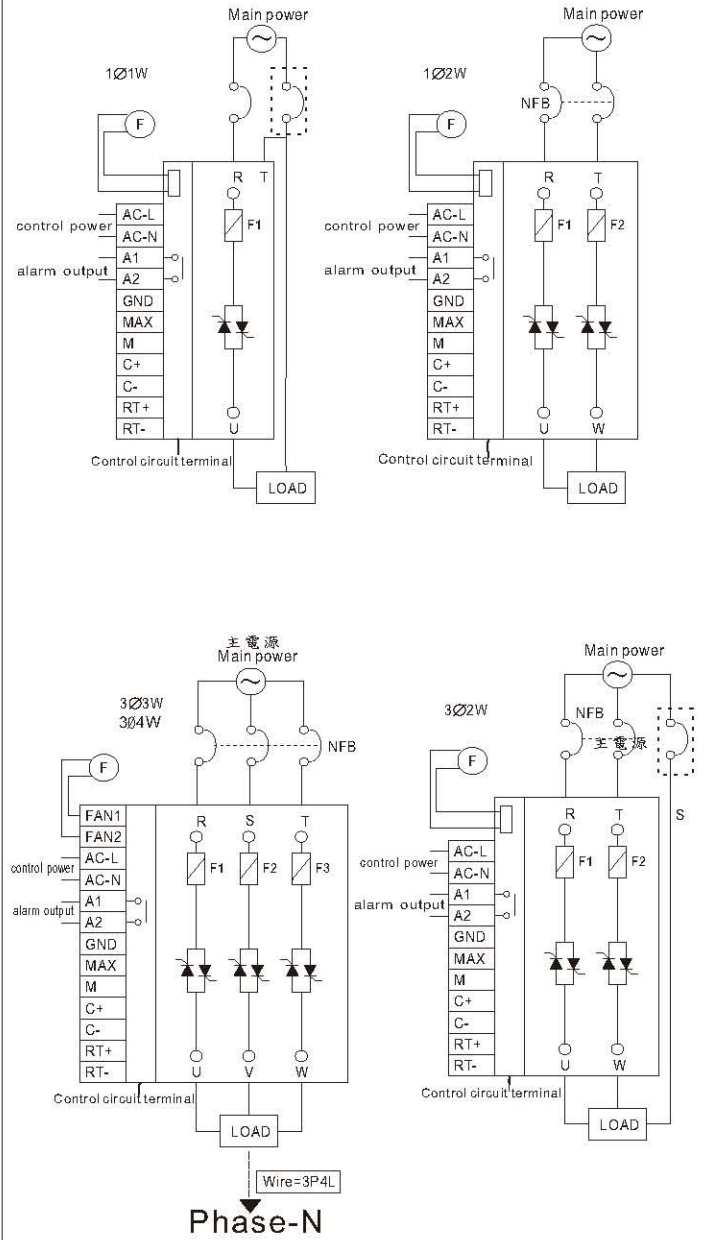 Main power
1Ø1W
F
R T
AC-L
control power
AC-N
F1
A1
alarm output
A2
GND
MAX
M
C+
C-
RT+
RT-
U
Control circuit terminal
LOAD
Main power
1Ø2W
NFB
F
R T
AC-L
control power
AC-N
F1 F2
A1
alarm output
A2
GND
MAX
M
C+
C-
RT+
RT-
U W
Control circuit terminal
LOAD
主電源
Main power
3Ø3W
3Ø4W
NFB
F
FAN1
FAN2
R S T
AC-L
control power
AC-N
F1 F2 F3
A1
alarm output
A2
GND
MAX
M
C+
C-
RT+
RT-
U V W
Control circuit terminal
LOAD
Wire=3P4L
Phase-N
Main power
3Ø2W
NFB
主電源
F
R T S
AC-L
control power
AC-N
F1 F2
A1
alarm output
A2
GND
MAX
M
C+
C-
RT+
RT-
U W
Control circuit terminal
LOAD